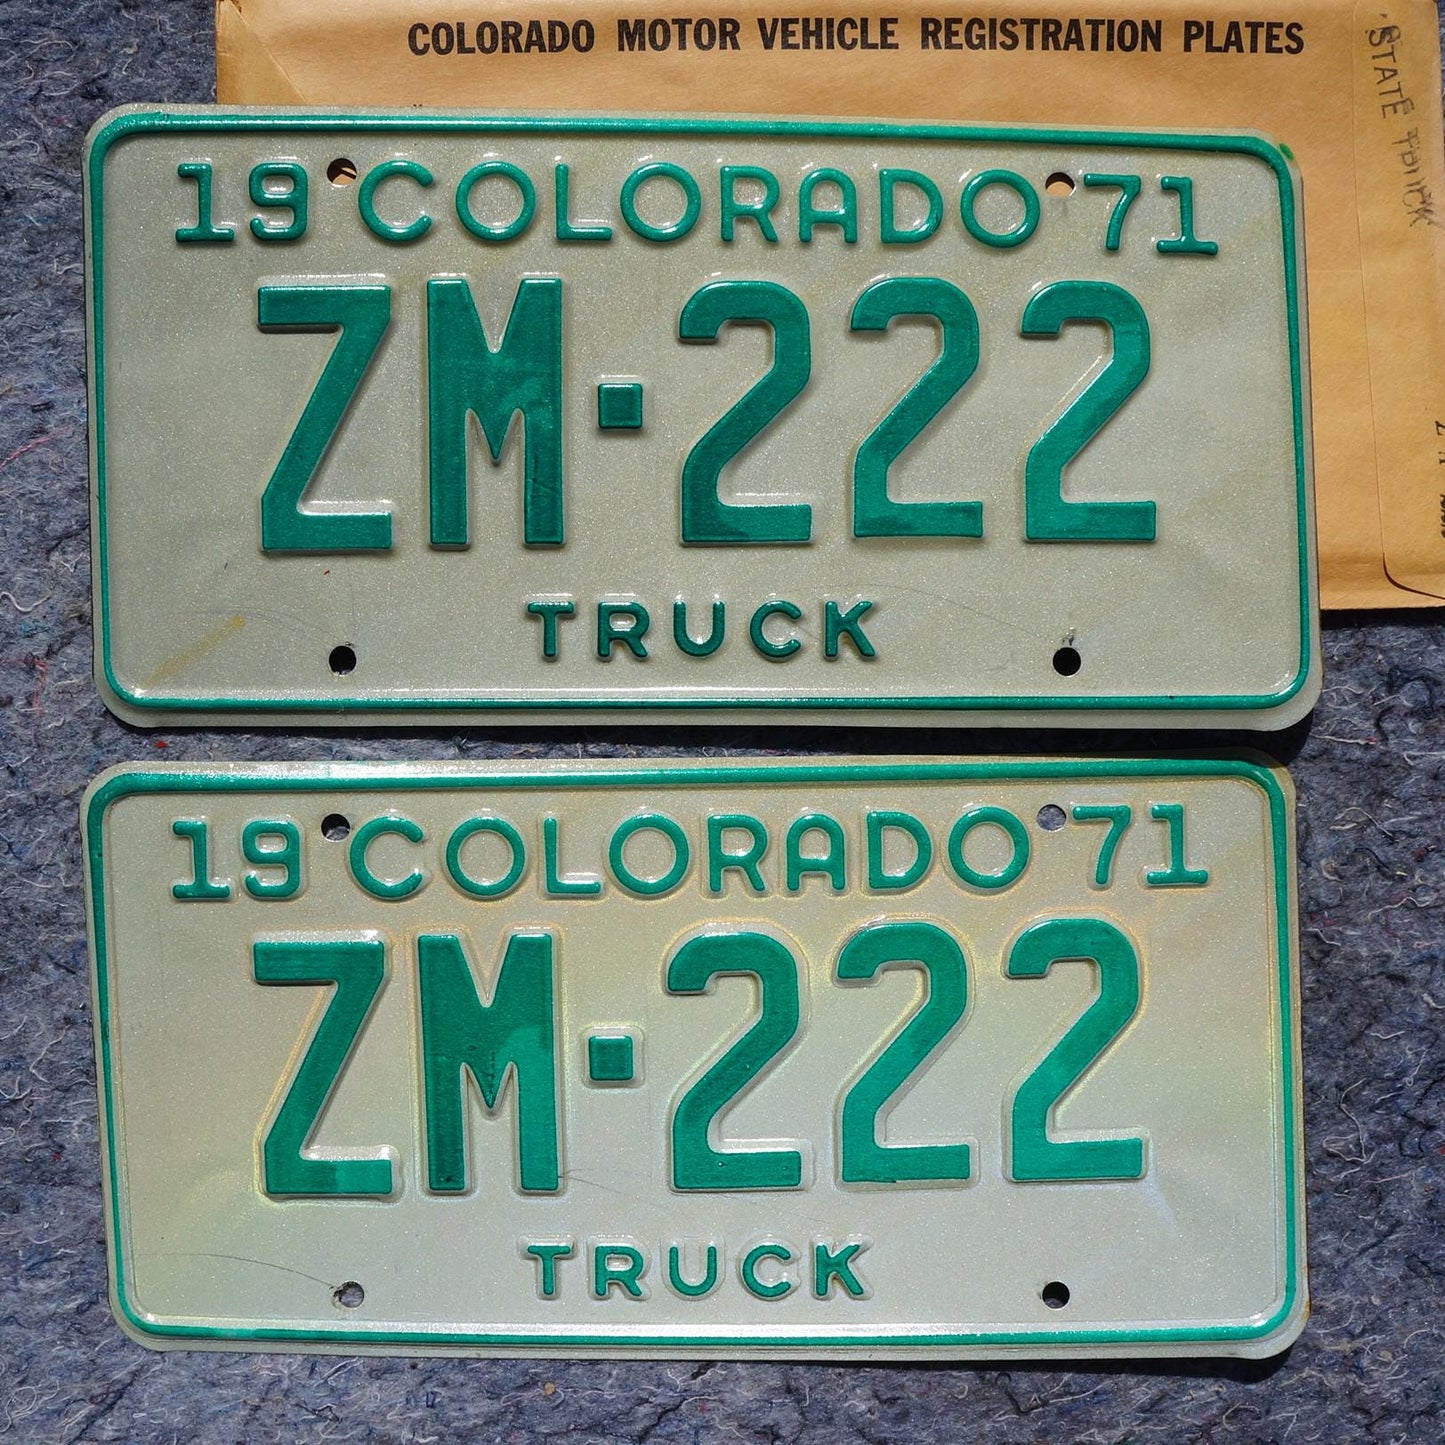 COLORADO MOTOR VEHICLE REGISTRATION PLATES
STATE TRUCK
19 COLORADO 71
ZM-222
TRUCK
19 COLORADO 71
ZM-222
TRUCK